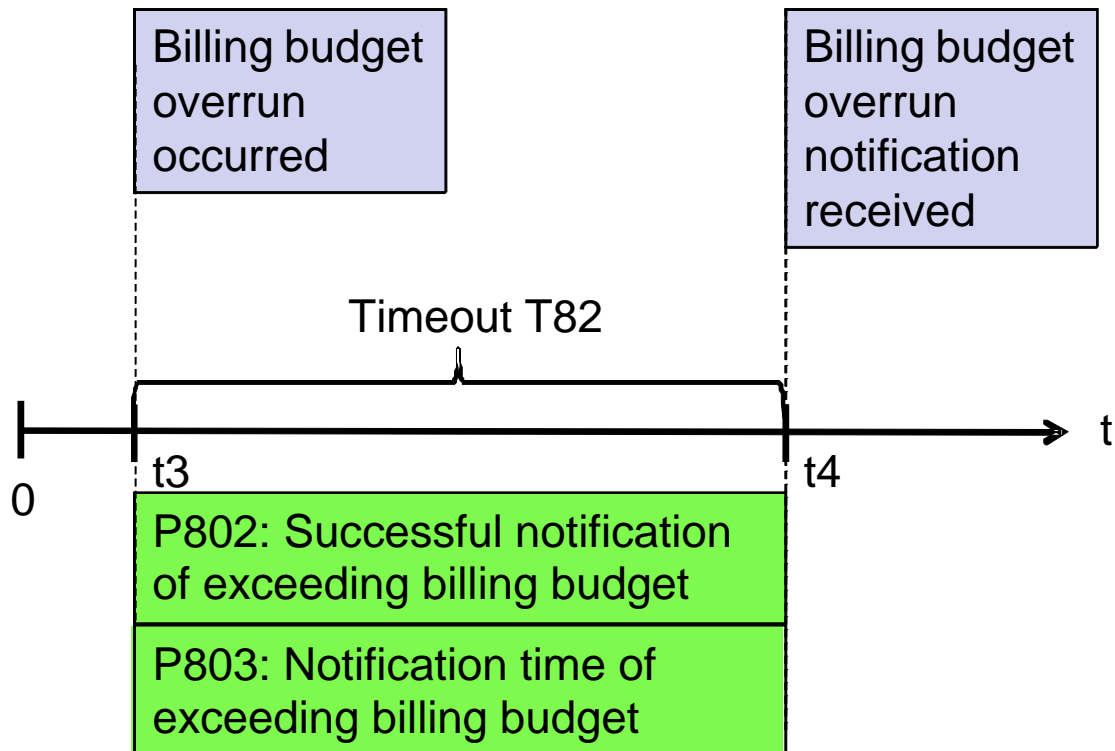 Billing budget
overrun
occurred
Billing budget
overrun
notification
received
Timeout T82
t
0
t3
t4
P802: Successful notification
of exceeding billing budget
P803: Notification time of
exceeding billing budget